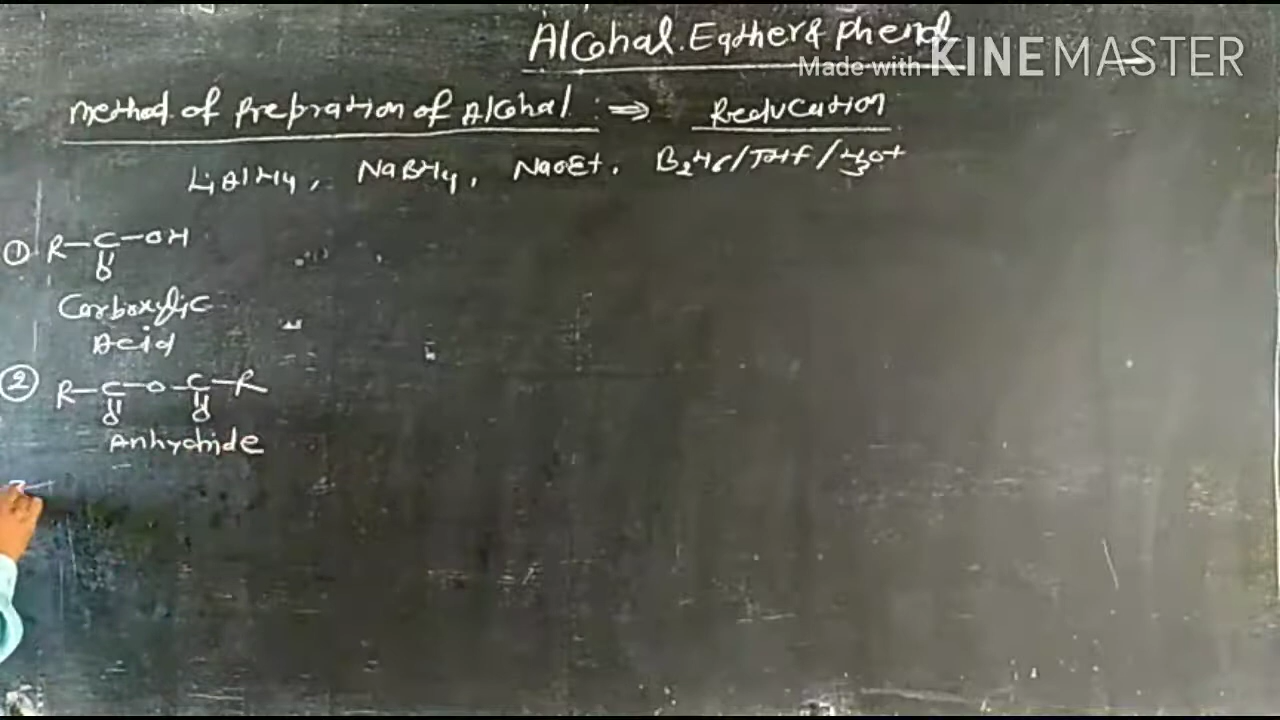 Alcohal. Eather & phenol
Made with KINEMASTER
Method of Prepration of Alcohal :⇒ Reducation
LiAlH4, NaBH4, NaOEt, B2H6/THF/H3O+
① R-C-OH
O
Carboxylic
Acid
② R-C-O-C-R
O O
Anhydride